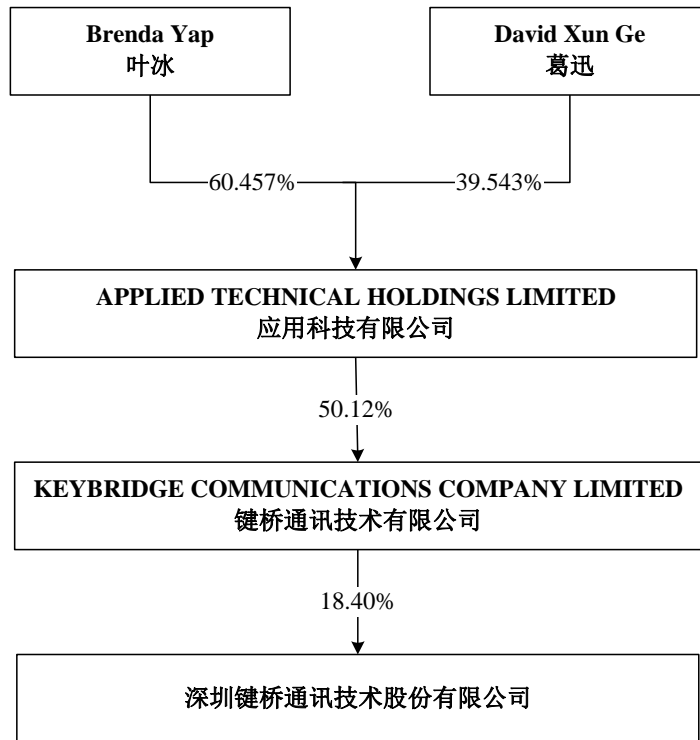 Brenda Yap
叶冰
David Xun Ge
葛迅
60.457%
39.543%
APPLIED TECHNICAL HOLDINGS LIMITED
应用科技有限公司
50.12%
KEYBRIDGE COMMUNICATIONS COMPANY LIMITED
键桥通讯技术有限公司
18.40%
深圳键桥通讯技术股份有限公司